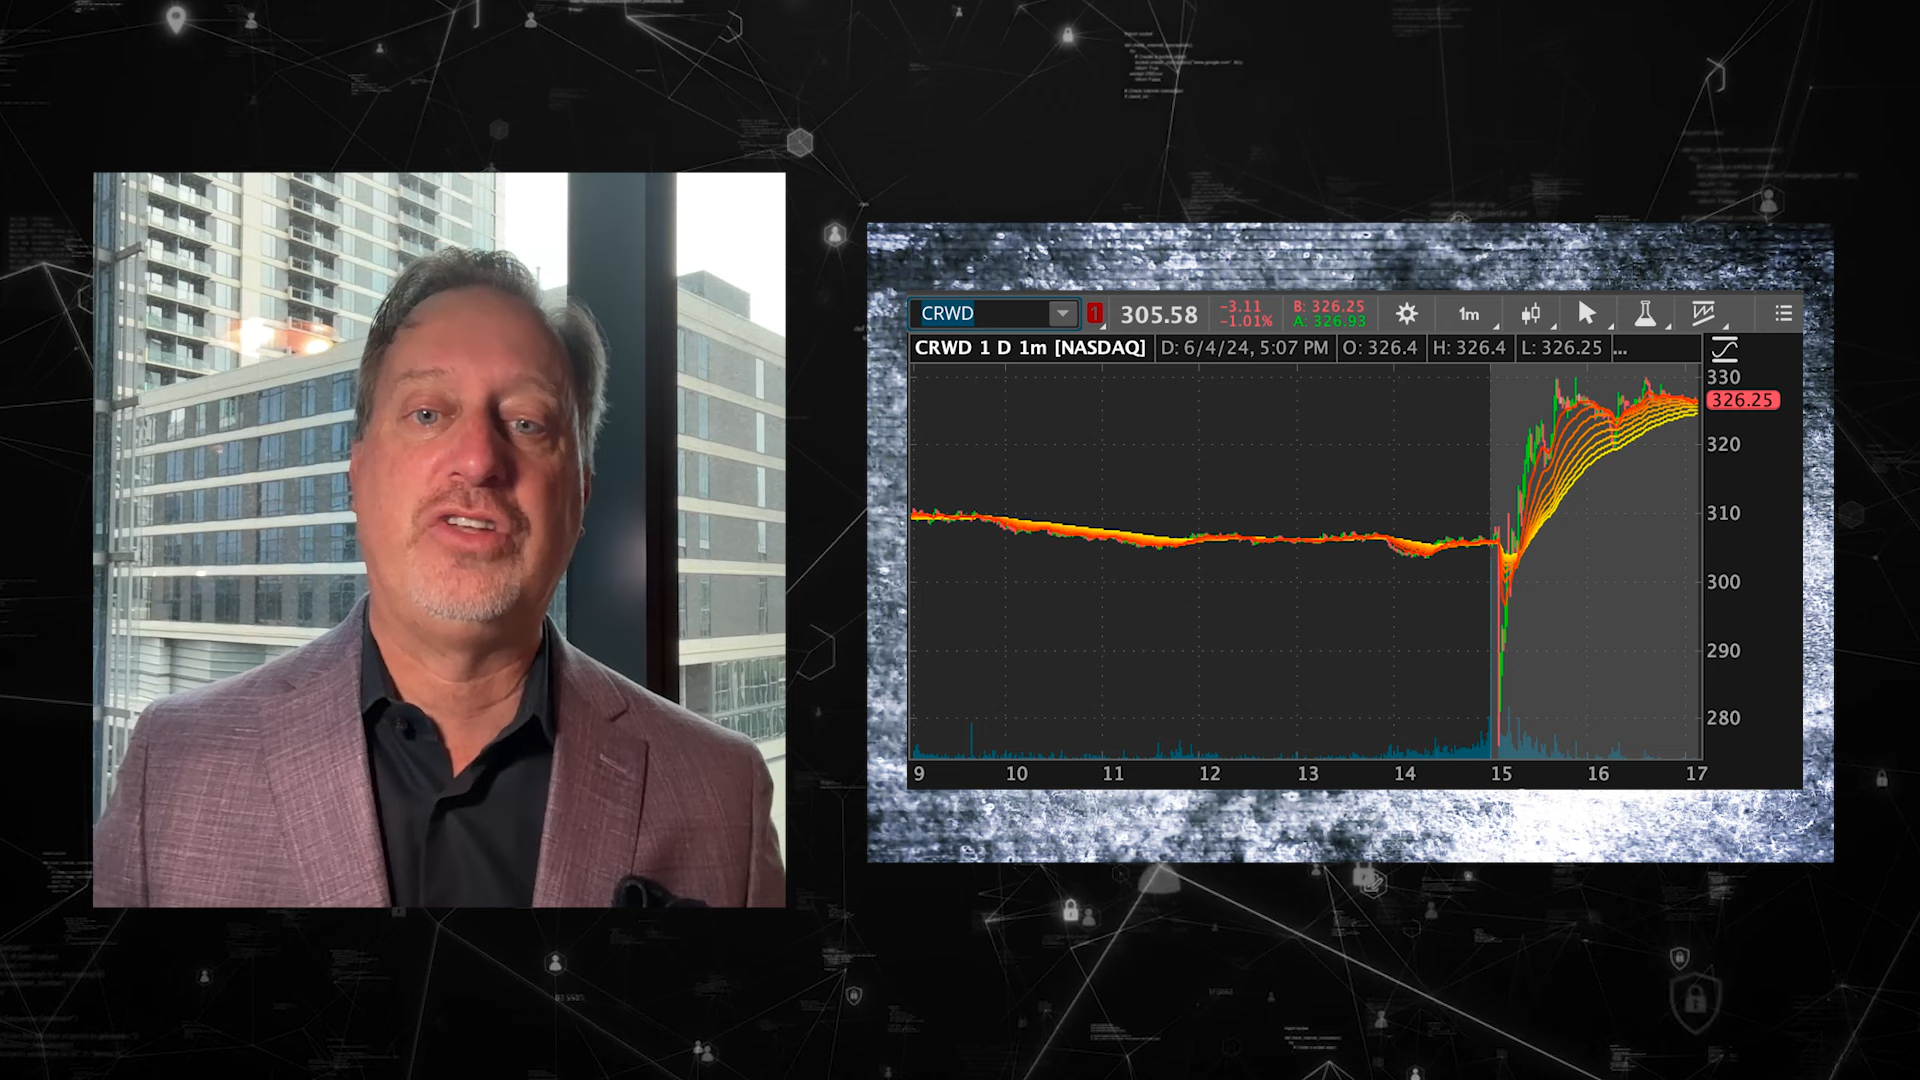 CRWD
1
305.58
-3.11
-1.01%
B: 326.25
A: 326.93
1m
CRWD 1 D 1m [NASDAQ]
D: 6/4/24, 5:07 PM
O: 326.4
H: 326.4
L: 326.25
...
330
326.25
320
310
300
290
280
9 10 11 12 13 14 15 16 17